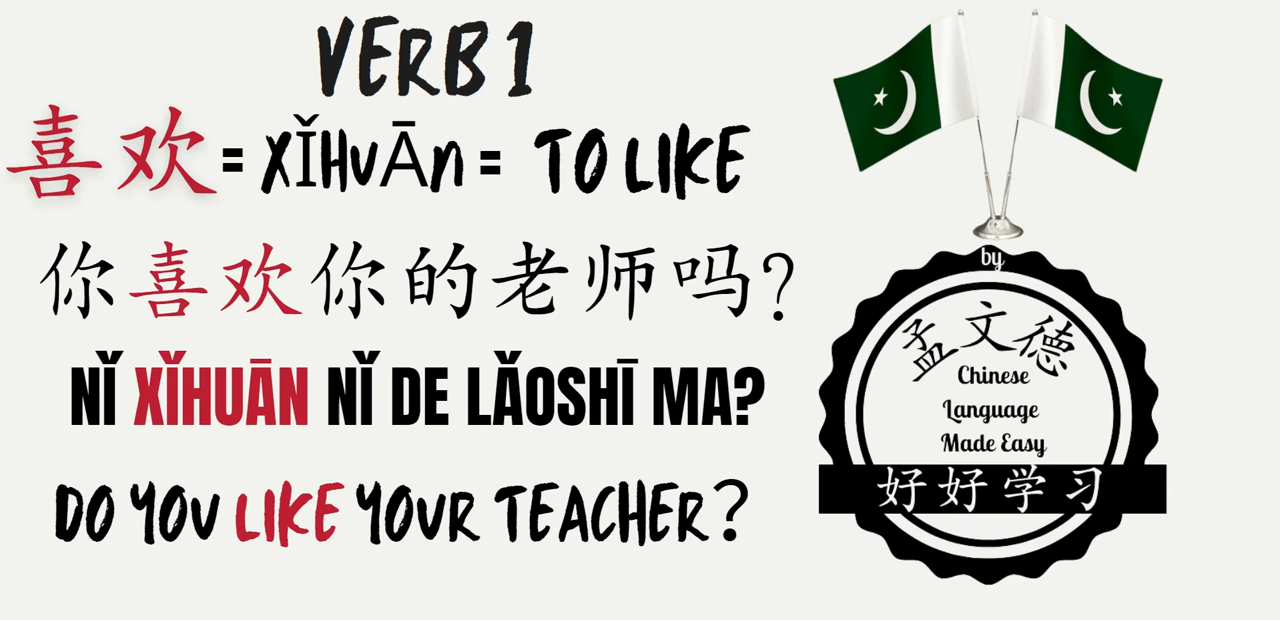 VERB 1
喜欢 = XǏHUĀN = TO LIKE
你喜欢你的老师吗?
NǏ XǏHUĀN NǏ DE LǍOSHĪ MA?
DO YOU LIKE YOUR TEACHER?
by
孟文德
Chinese
Language
Made Easy
好好学习